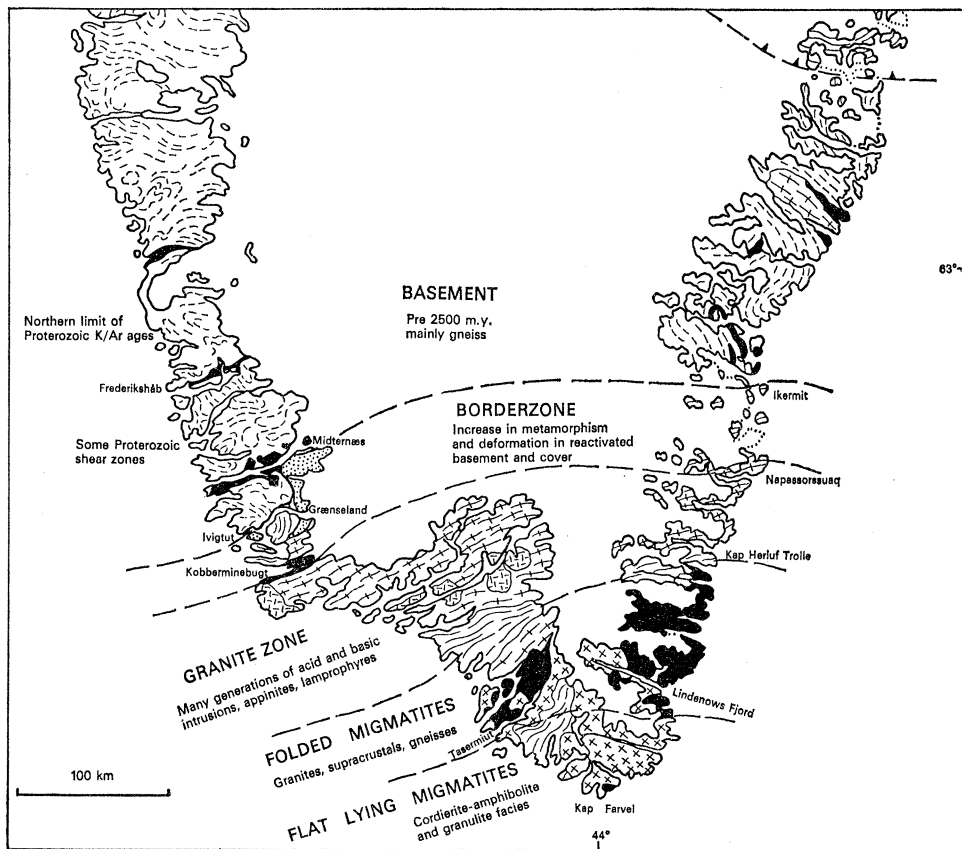 63°
BASEMENT
Pre 2500 m.y.
mainly gneiss
Northern limit of
Proterozoic K/Ar ages
Frederikshåb
Ikermit
BORDERZONE
Increase in metamorphism
and deformation in reactivated
basement and cover
Midternæs
Some Proterozoic
shear zones
Napassorssuaq
Grænseland
Ivigtut
Kap Herluf Trolle
Kobberminebugt
GRANITE ZONE
Many generations of acid and basic
intrusions, appinites, lamprophyres
Lindenows Fjord
FOLDED MIGMATITES
Granites, supracrustals, gneisses
Tasermiut
FLAT LYING MIGMATITES
Cordierite-amphibolite
and granulite facies
100 km
Kap Farvel
44°